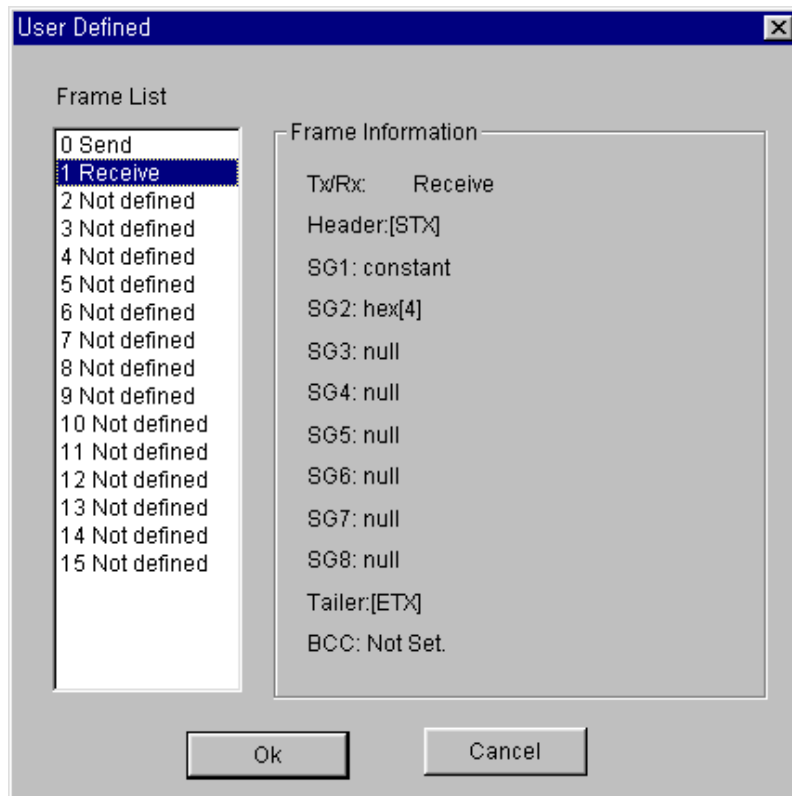 User Defined
Frame List
0 Send
1 Receive
2 Not defined
3 Not defined
4 Not defined
5 Not defined
6 Not defined
7 Not defined
8 Not defined
9 Not defined
10 Not defined
11 Not defined
12 Not defined
13 Not defined
14 Not defined
15 Not defined
Frame Information
Tx/Rx: Receive
Header:[STX]
SG1: constant
SG2: hex[4]
SG3: null
SG4: null
SG5: null
SG6: null
SG7: null
SG8: null
Tailer:[ETX]
BCC: Not Set.
Ok
Cancel